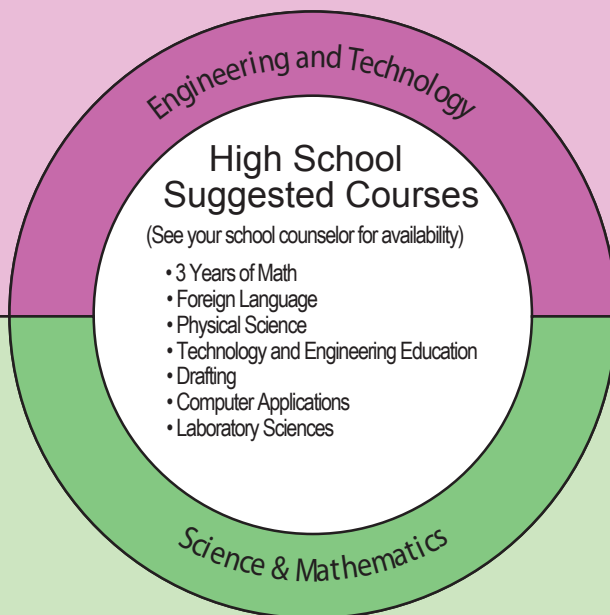 Engineering and Technology
High School
Suggested Courses
(See your school counselor for availability)
• 3 Years of Math
• Foreign Language
• Physical Science
• Technology and Engineering Education
• Drafting
• Computer Applications
• Laboratory Sciences
Science & Mathematics